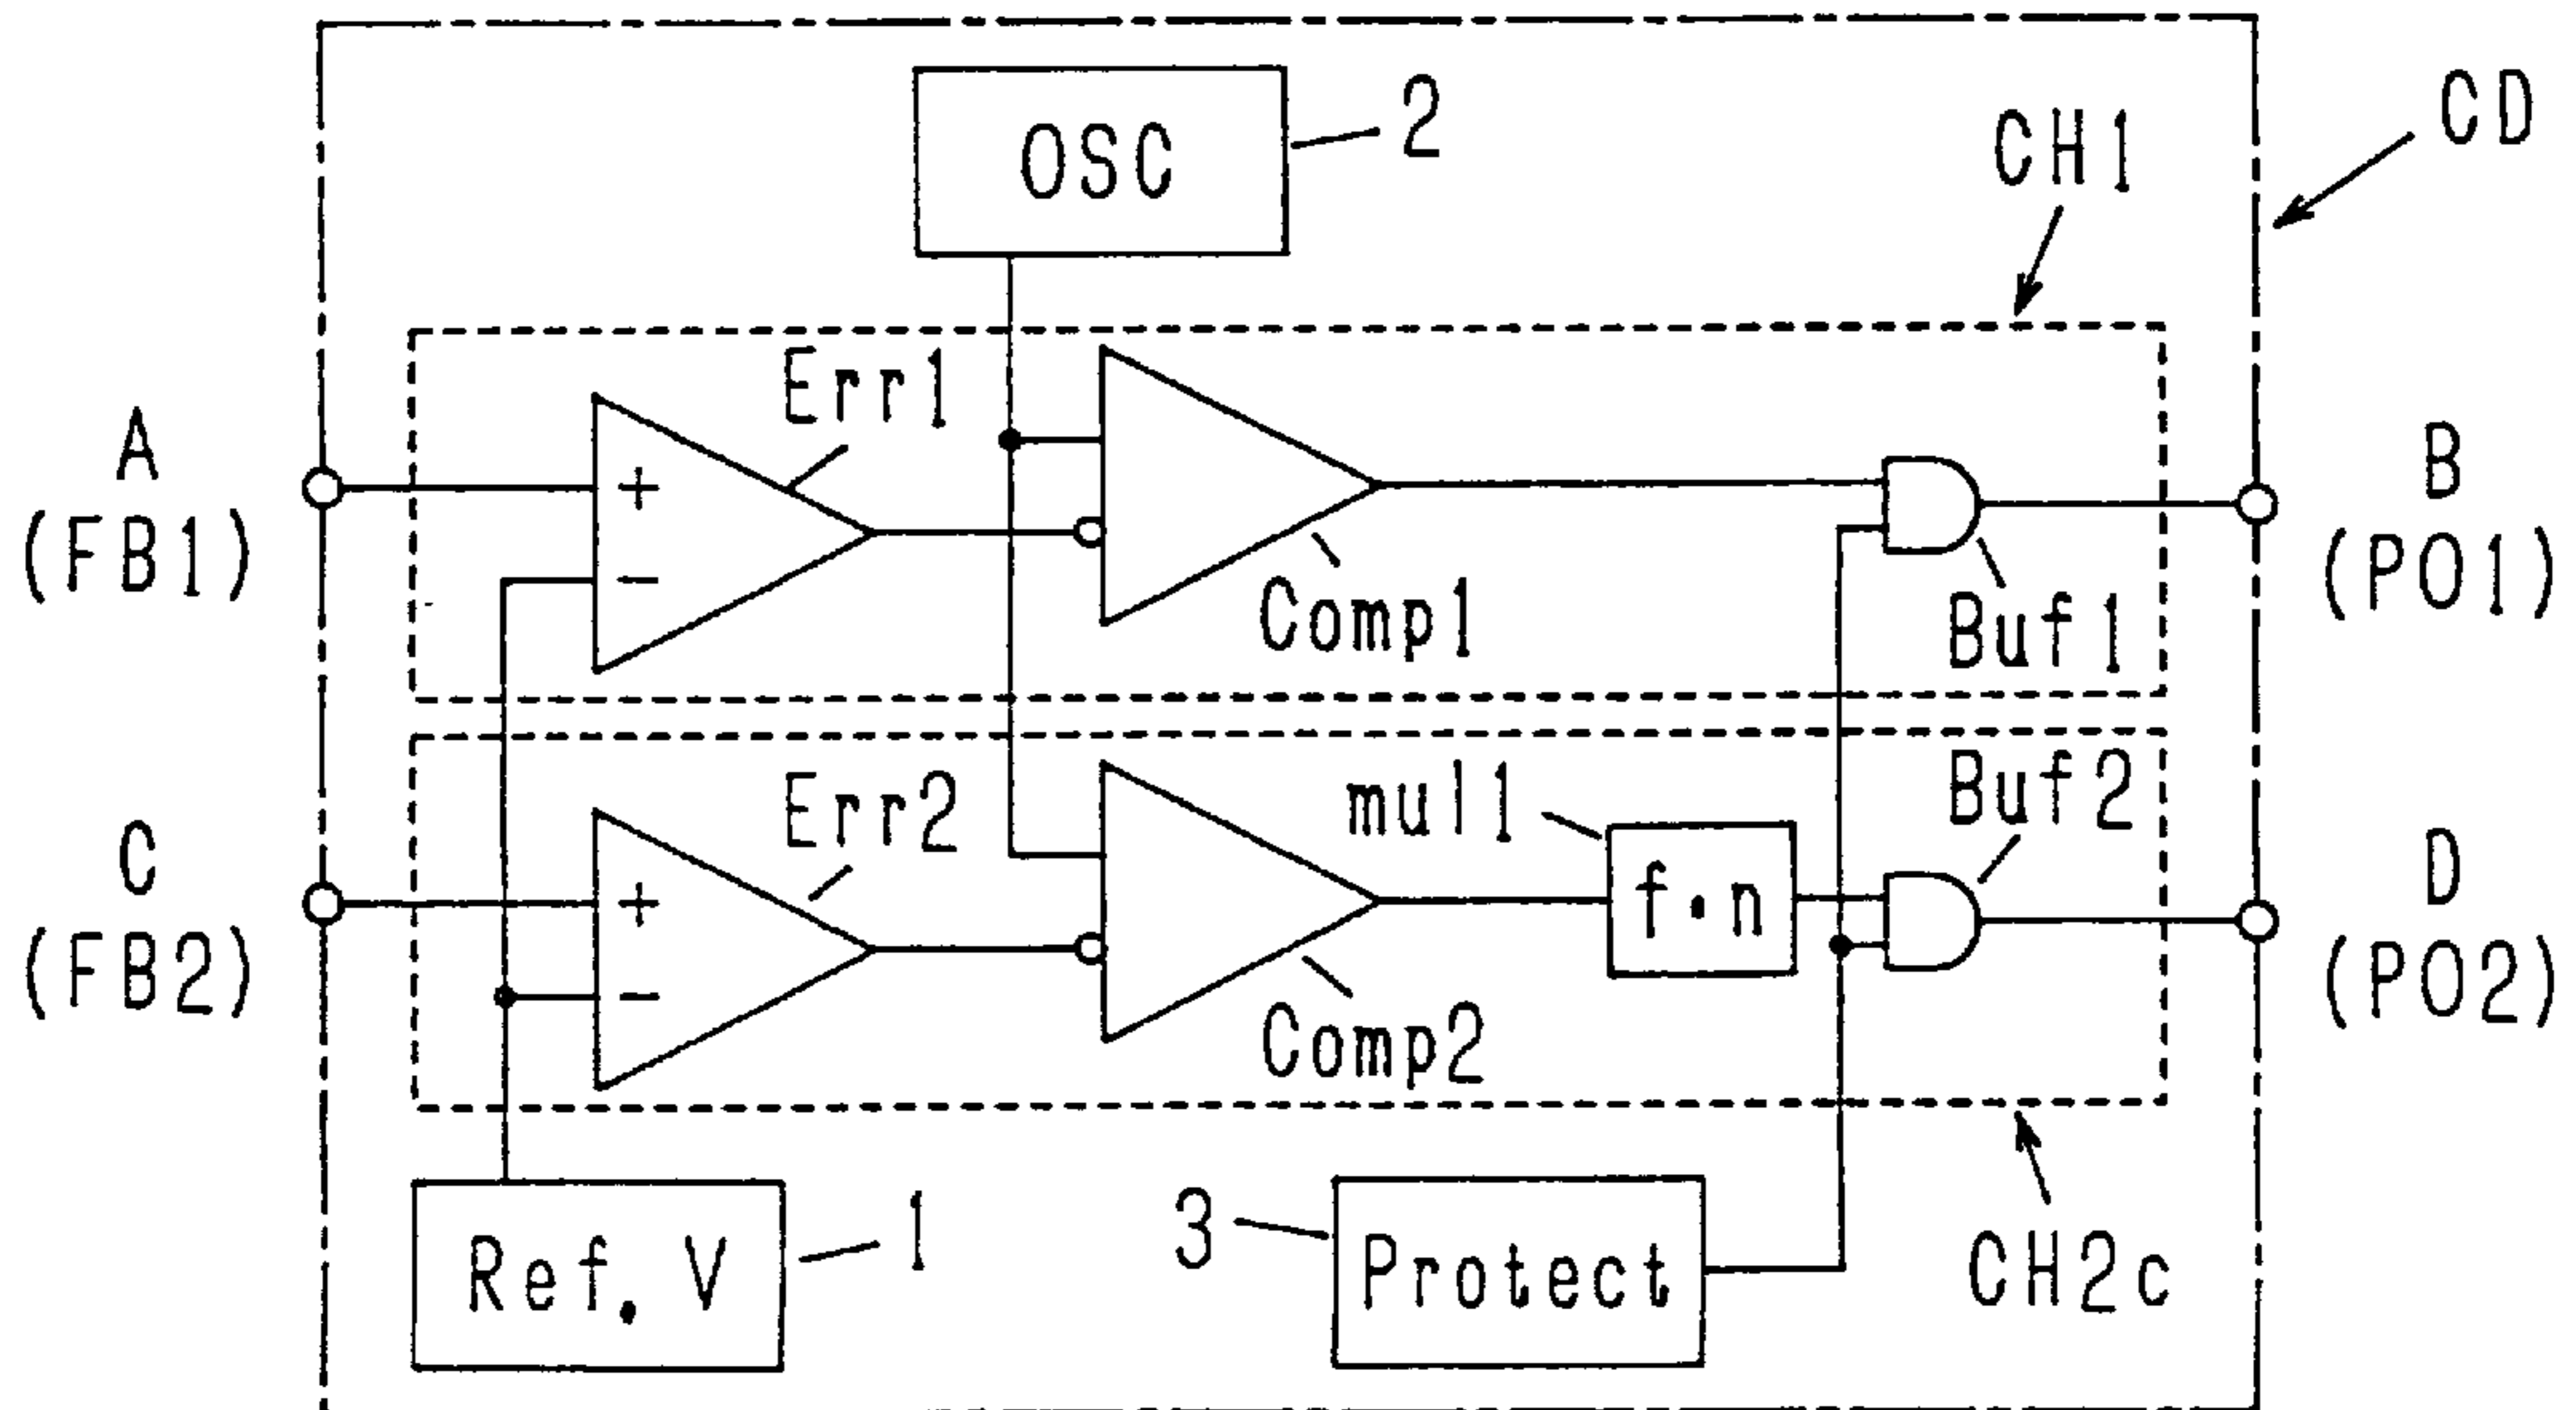 OSC
2
CH1
CD
A
(FB1)
Err1
+
−
Comp1
Buf1
B
(PO1)
C
(FB2)
Err2
+
−
Comp2
mul1
f·n
Buf2
D
(PO2)
Ref.V
1
3
Protect
CH2c